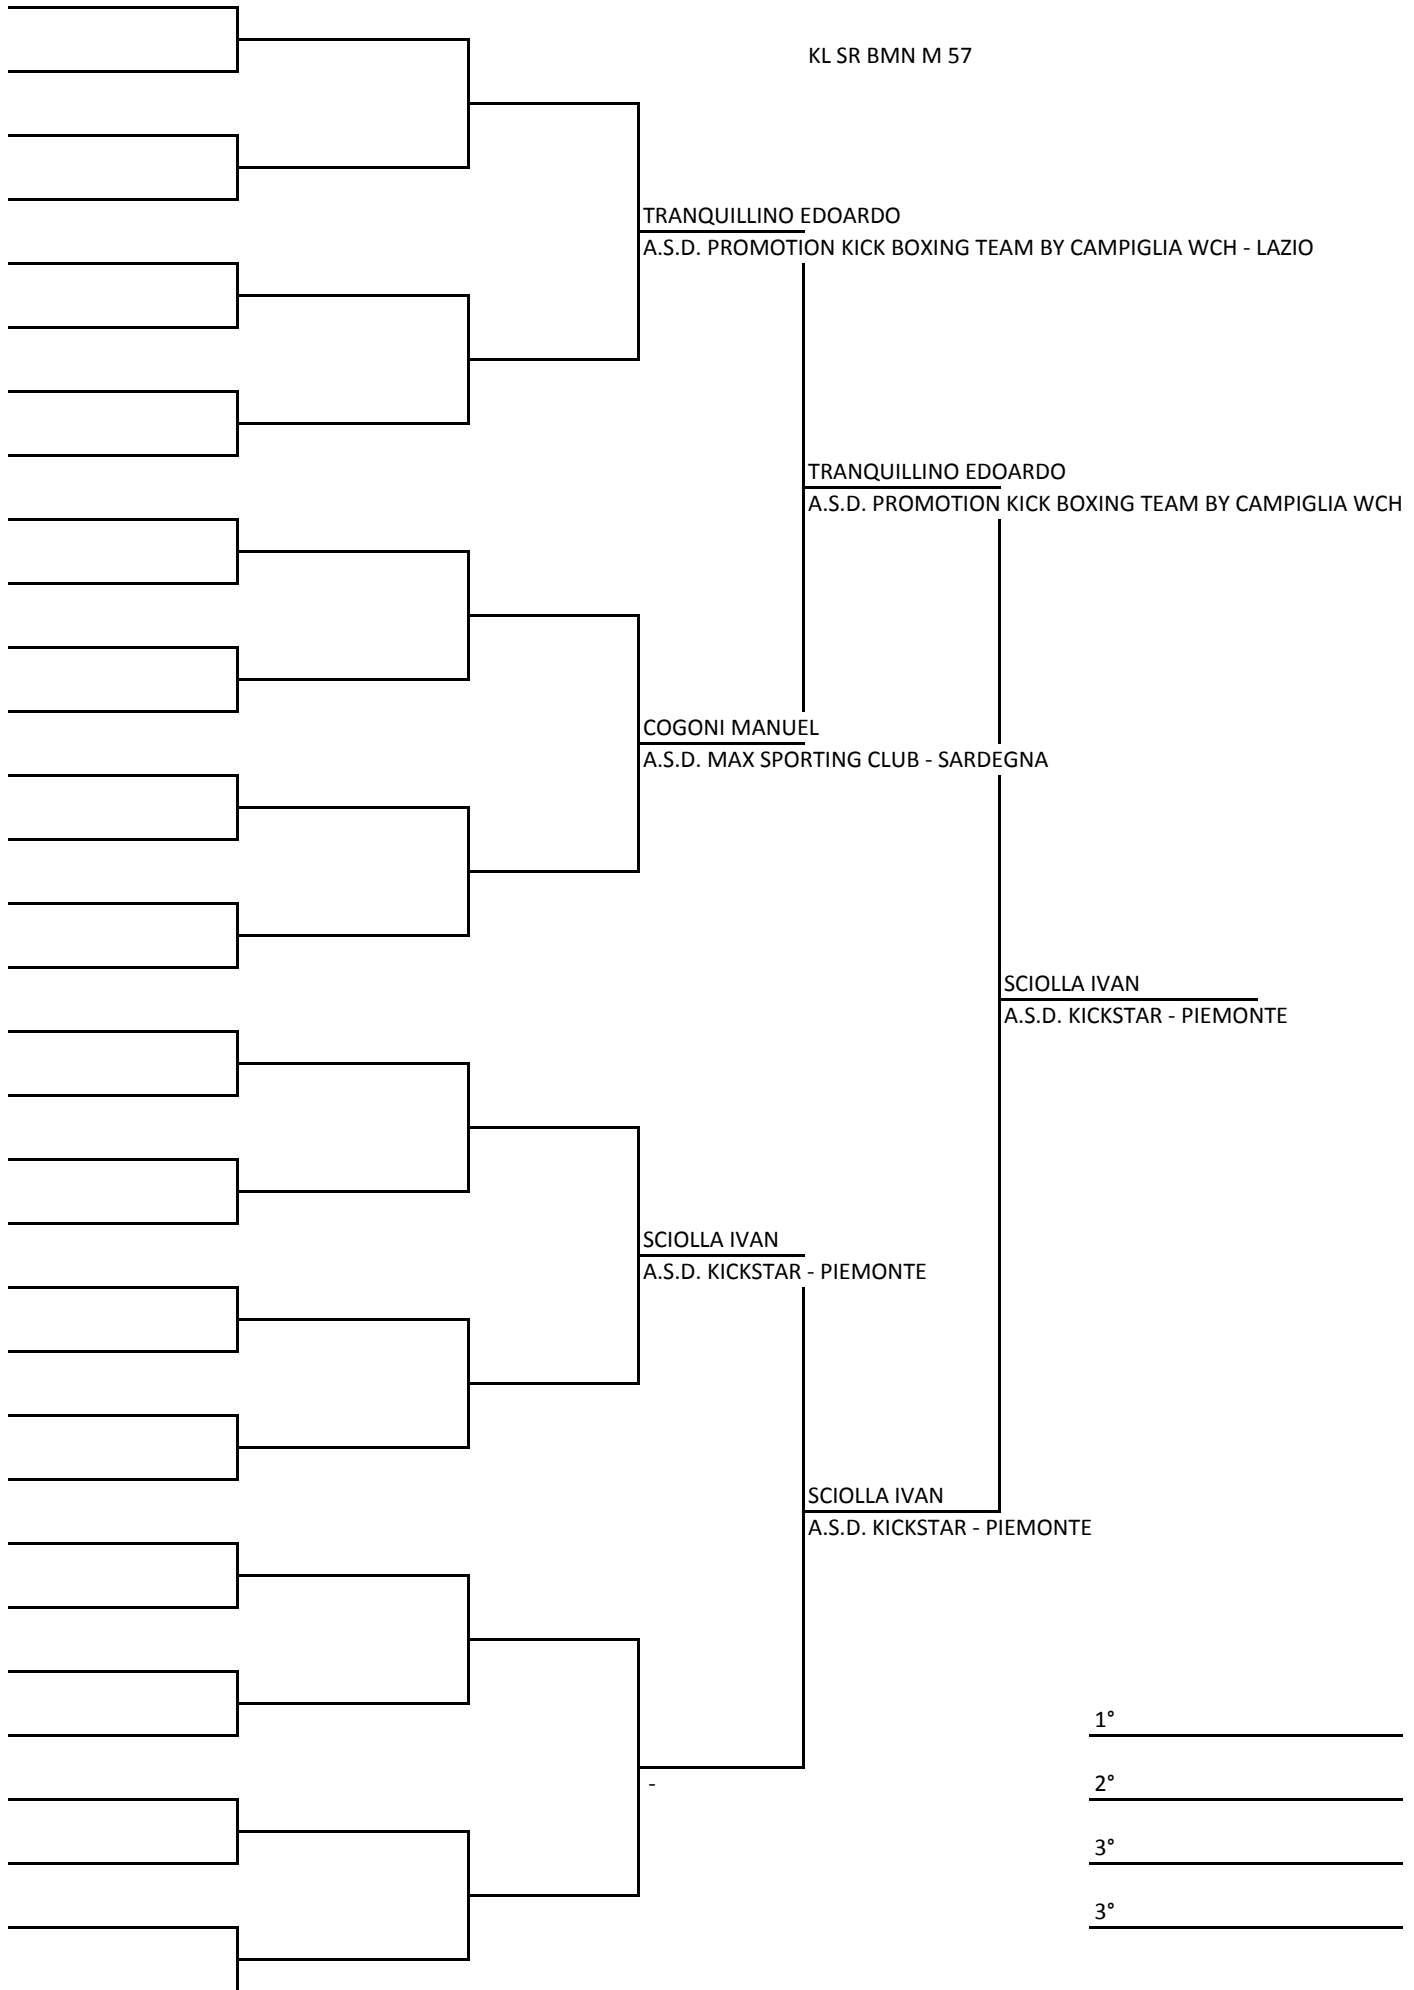 KL SR BMN M 57
TRANQUILLINO EDOARDO
A.S.D. PROMOTION KICK BOXING TEAM BY CAMPIGLIA WCH - LAZIO
TRANQUILLINO EDOARDO
A.S.D. PROMOTION KICK BOXING TEAM BY CAMPIGLIA WCH
COGONI MANUEL
A.S.D. MAX SPORTING CLUB - SARDEGNA
SCIOLLA IVAN
A.S.D. KICKSTAR - PIEMONTE
SCIOLLA IVAN
A.S.D. KICKSTAR - PIEMONTE
SCIOLLA IVAN
A.S.D. KICKSTAR - PIEMONTE
1°
-
2°
3°
3°